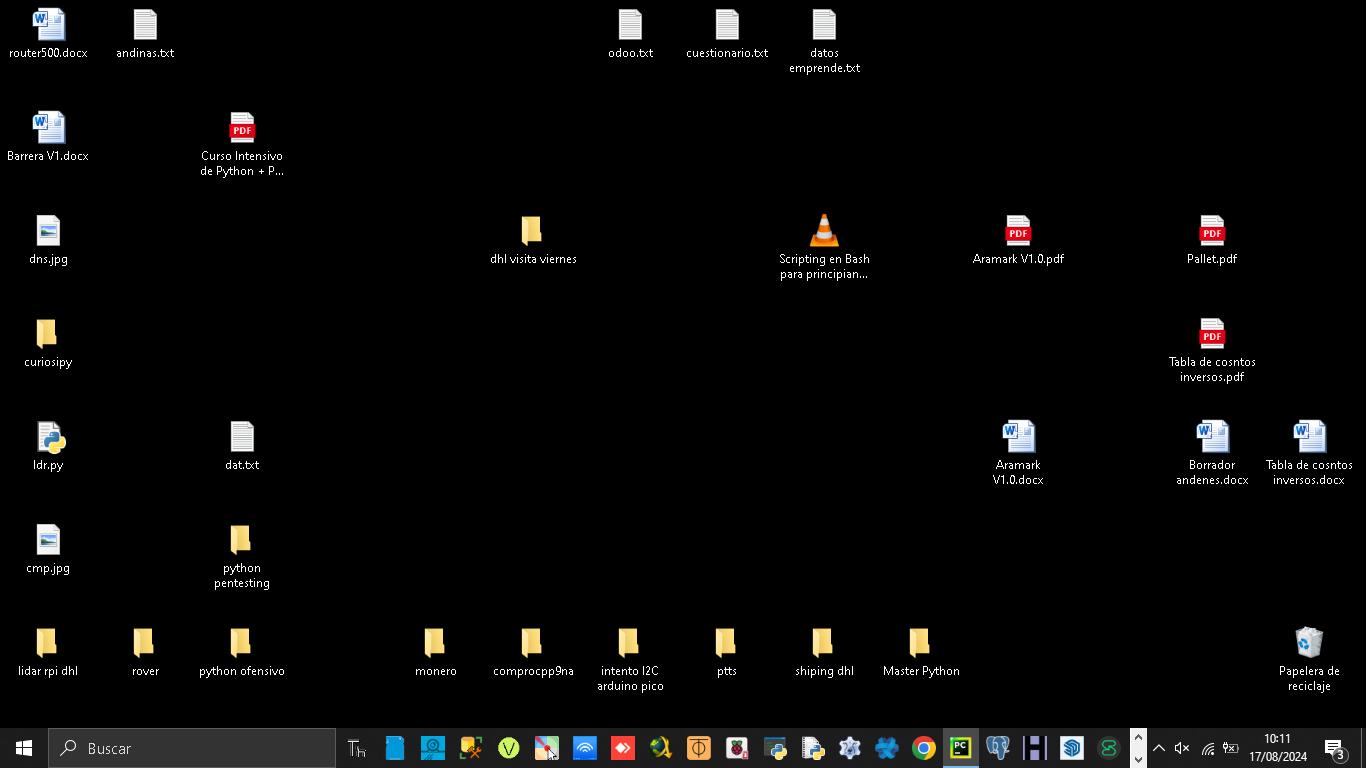 router500.docx
andinas.txt
odoo.txt
cuestionario.txt
datos
emprende.txt
Barrera V1.docx
PDF
Curso Intensivo
de Python + P...
dns.jpg
dhl visita viernes
Scripting en Bash
para principian...
PDF
Aramark V1.0.pdf
PDF
Pallet.pdf
curiosipy
PDF
Tabla de cosntos
inversos.pdf
ldr.py
dat.txt
Aramark
V1.0.docx
Borrador
andenes.docx
Tabla de cosntos
inversos.docx
cmp.jpg
python
pentesting
lidar rpi dhl
rover
python ofensivo
monero
comprocpp9na
intento I2C
arduino pico
ptts
shiping dhl
Master Python
Papelera de
reciclaje
Buscar
PC
10:11
17/08/2024
3